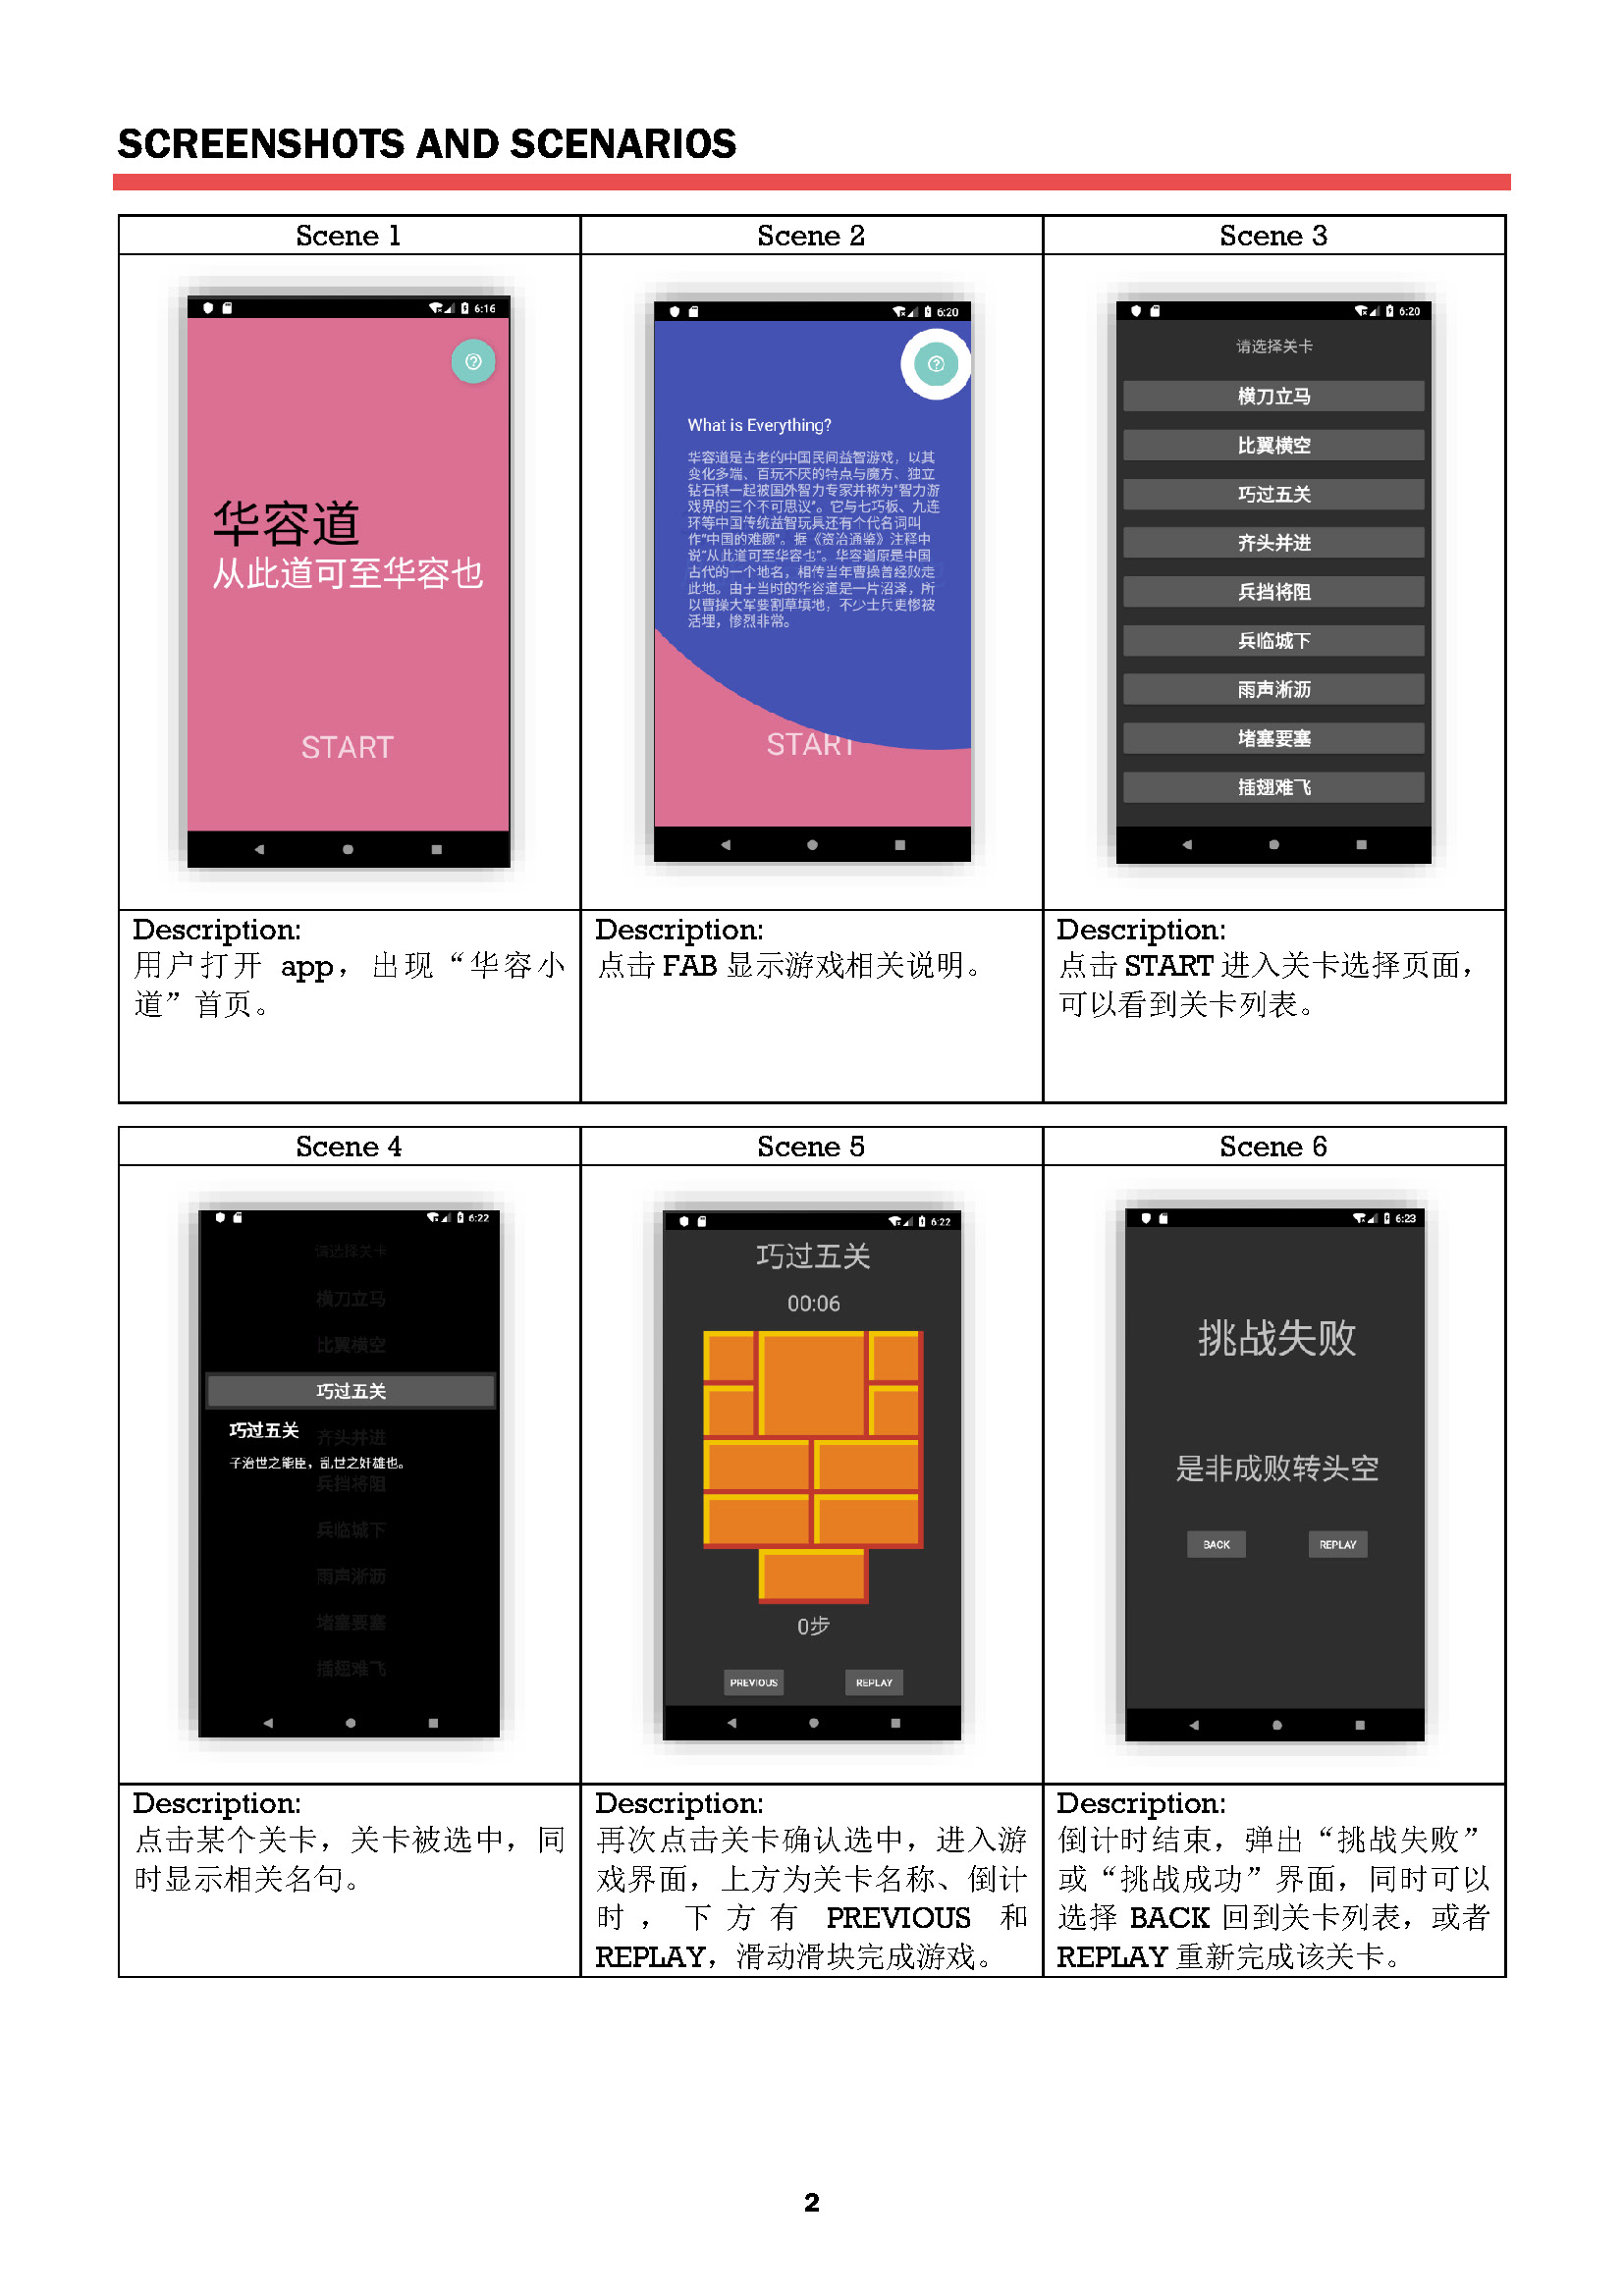 SCREENSHOTS AND SCENARIOS
Scene 1
Scene 2
Scene 3
6:16
华容道
从此道可至华容也
START
6:20
What is Everything?
华容道是古老的中国民间益智游戏，以其
变化多端、百玩不厌的特点与魔方、独立
钻石棋一起被国外智力专家并称为“智力游
戏界的三个不可思议”。它与七巧板、九连
环等中国传统益智玩具还有个代名词叫
作“中国的难题”。据《资治通鉴》注释中
说“从此道可至华容也”。华容道原是中国
古代的一个地名，相传当年曹操曾经败走
此地。由于当时的华容道是一片沼泽，所
以曹操大军要割草填地，不少士兵更惨被
活埋，惨烈非常。
START
6:20
请选择关卡
横刀立马
比翼横空
巧过五关
齐头并进
兵挡将阻
兵临城下
雨声淅沥
堵塞要塞
插翅难飞
Description:
用户打开 app，出现“华容小
道”首页。
Description:
点击 FAB 显示游戏相关说明。
Description:
点击 START 进入关卡选择页面，
可以看到关卡列表。
Scene 4
Scene 5
Scene 6
6:22
请选择关卡
横刀立马
比翼横空
巧过五关
巧过五关
齐头并进
子治世之能臣，乱世之奸雄也。
兵挡将阻
兵临城下
雨声淅沥
堵塞要塞
插翅难飞
6:22
巧过五关
00:06
0步
PREVIOUS
REPLAY
6:23
挑战失败
是非成败转头空
BACK
REPLAY
Description:
点击某个关卡，关卡被选中，同
时显示相关名句。
Description:
再次点击关卡确认选中，进入游
戏界面，上方为关卡名称、倒计
时，下方有 PREVIOUS 和
REPLAY，滑动滑块完成游戏。
Description:
倒计时结束，弹出“挑战失败”
或“挑战成功”界面，同时可以
选择 BACK 回到关卡列表，或者
REPLAY 重新完成该关卡。
2